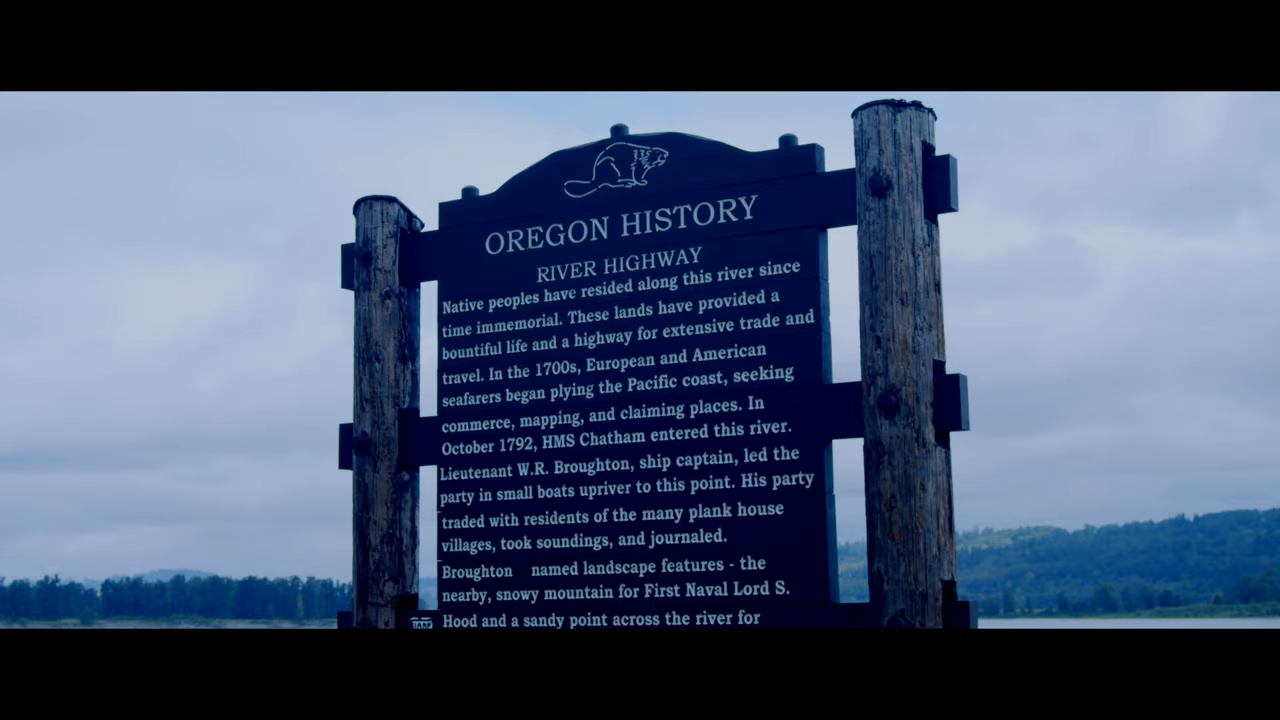 OREGON HISTORY
RIVER HIGHWAY
Native peoples have resided along this river since
time immemorial. These lands have provided a
bountiful life and a highway for extensive trade and
travel. In the 1700s, European and American
seafarers began plying the Pacific coast, seeking
commerce, mapping, and claiming places. In
October 1792, HMS Chatham entered this river.
Lieutenant W.R. Broughton, ship captain, led the
party in small boats upriver to this point. His party
traded with residents of the many plank house
villages, took soundings, and journaled.
Broughton named landscape features - the
nearby, snowy mountain for First Naval Lord S.
Hood and a sandy point across the river for